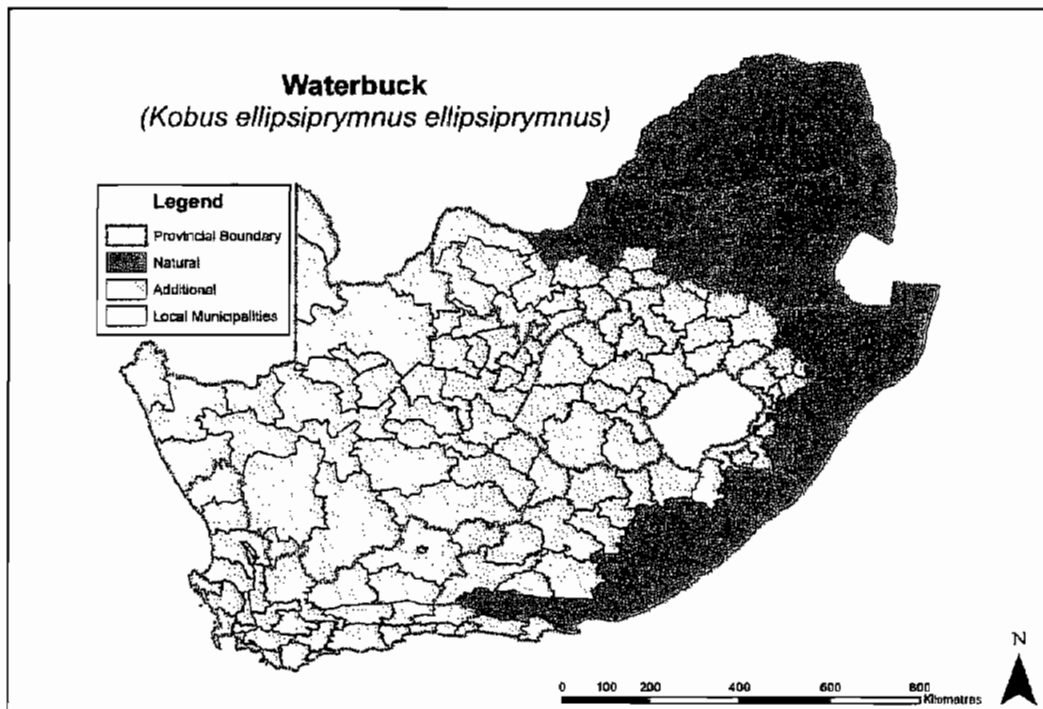 Waterbuck
(Kobus ellipsiprymnus ellipsiprymnus)
Legend
Provincial Boundary
Natural
Additional
Local Municipalities
N
0 100 200 400 600 800
Kilometres